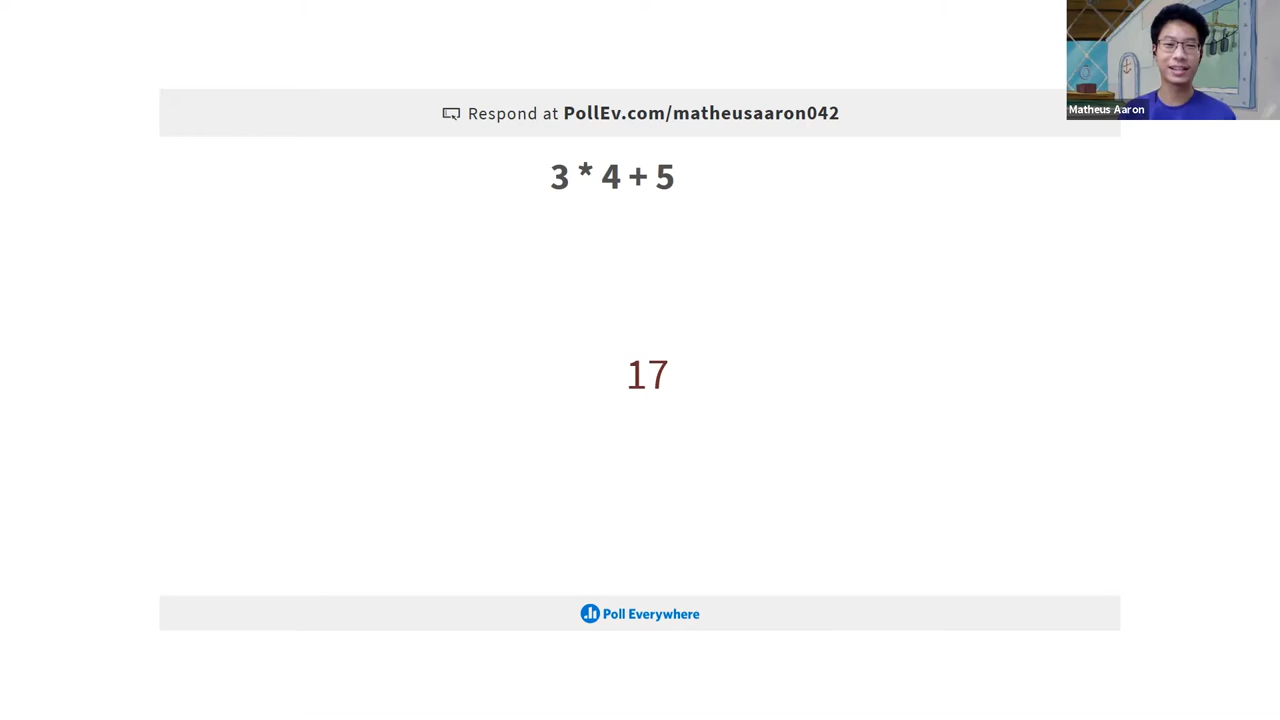 Respond at PollEv.com/matheusaaron042
Matheus Aaron
3 * 4 + 5
17
Poll Everywhere